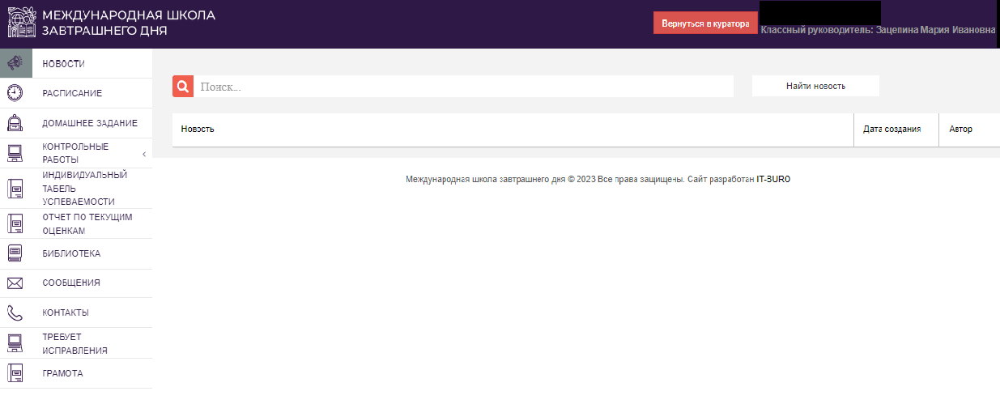 МЕЖДУНАРОДНАЯ ШКОЛА
ЗАВТРАШНЕГО ДНЯ
Вернуться в куратора
Классный руководитель: Зацепина Мария Ивановна
НОВОСТИ
РАСПИСАНИЕ
ДОМАШНЕЕ ЗАДАНИЕ
КОНТРОЛЬНЫЕ
РАБОТЫ
ИНДИВИДУАЛЬНЫЙ
ТАБЕЛЬ
УСПЕВАЕМОСТИ
ОТЧЕТ ПО ТЕКУЩИМ
ОЦЕНКАМ
БИБЛИОТЕКА
СООБЩЕНИЯ
КОНТАКТЫ
ТРЕБУЕТ
ИСПРАВЛЕНИЯ
ГРАМОТА
Поиск...
Найти новость
Новость
Дата создания
Автор
Международная школа завтрашнего дня © 2023 Все права защищены. Сайт разработан IT-BURO